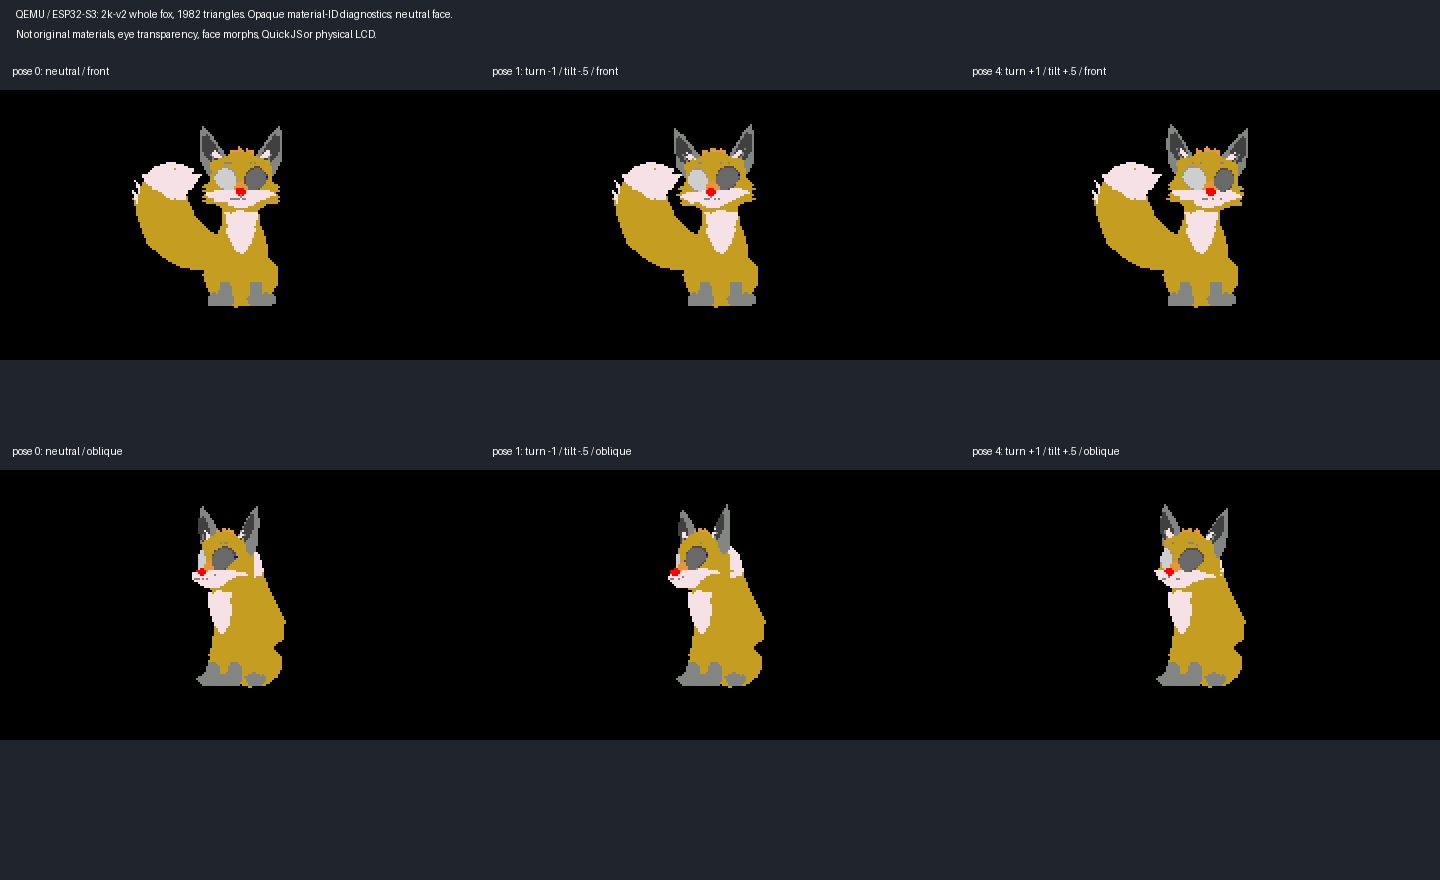 QEMU / ESP32-S3: 2k-v2 whole fox, 1982 triangles. Opaque material-ID diagnostics; neutral face.
Not original materials, eye transparency, face morphs, QuickJS or physical LCD.
pose 0: neutral / front
pose 1: turn -1 / tilt -.5 / front
pose 4: turn +1 / tilt +.5 / front
pose 0: neutral / oblique
pose 1: turn -1 / tilt -.5 / oblique
pose 4: turn +1 / tilt +.5 / oblique